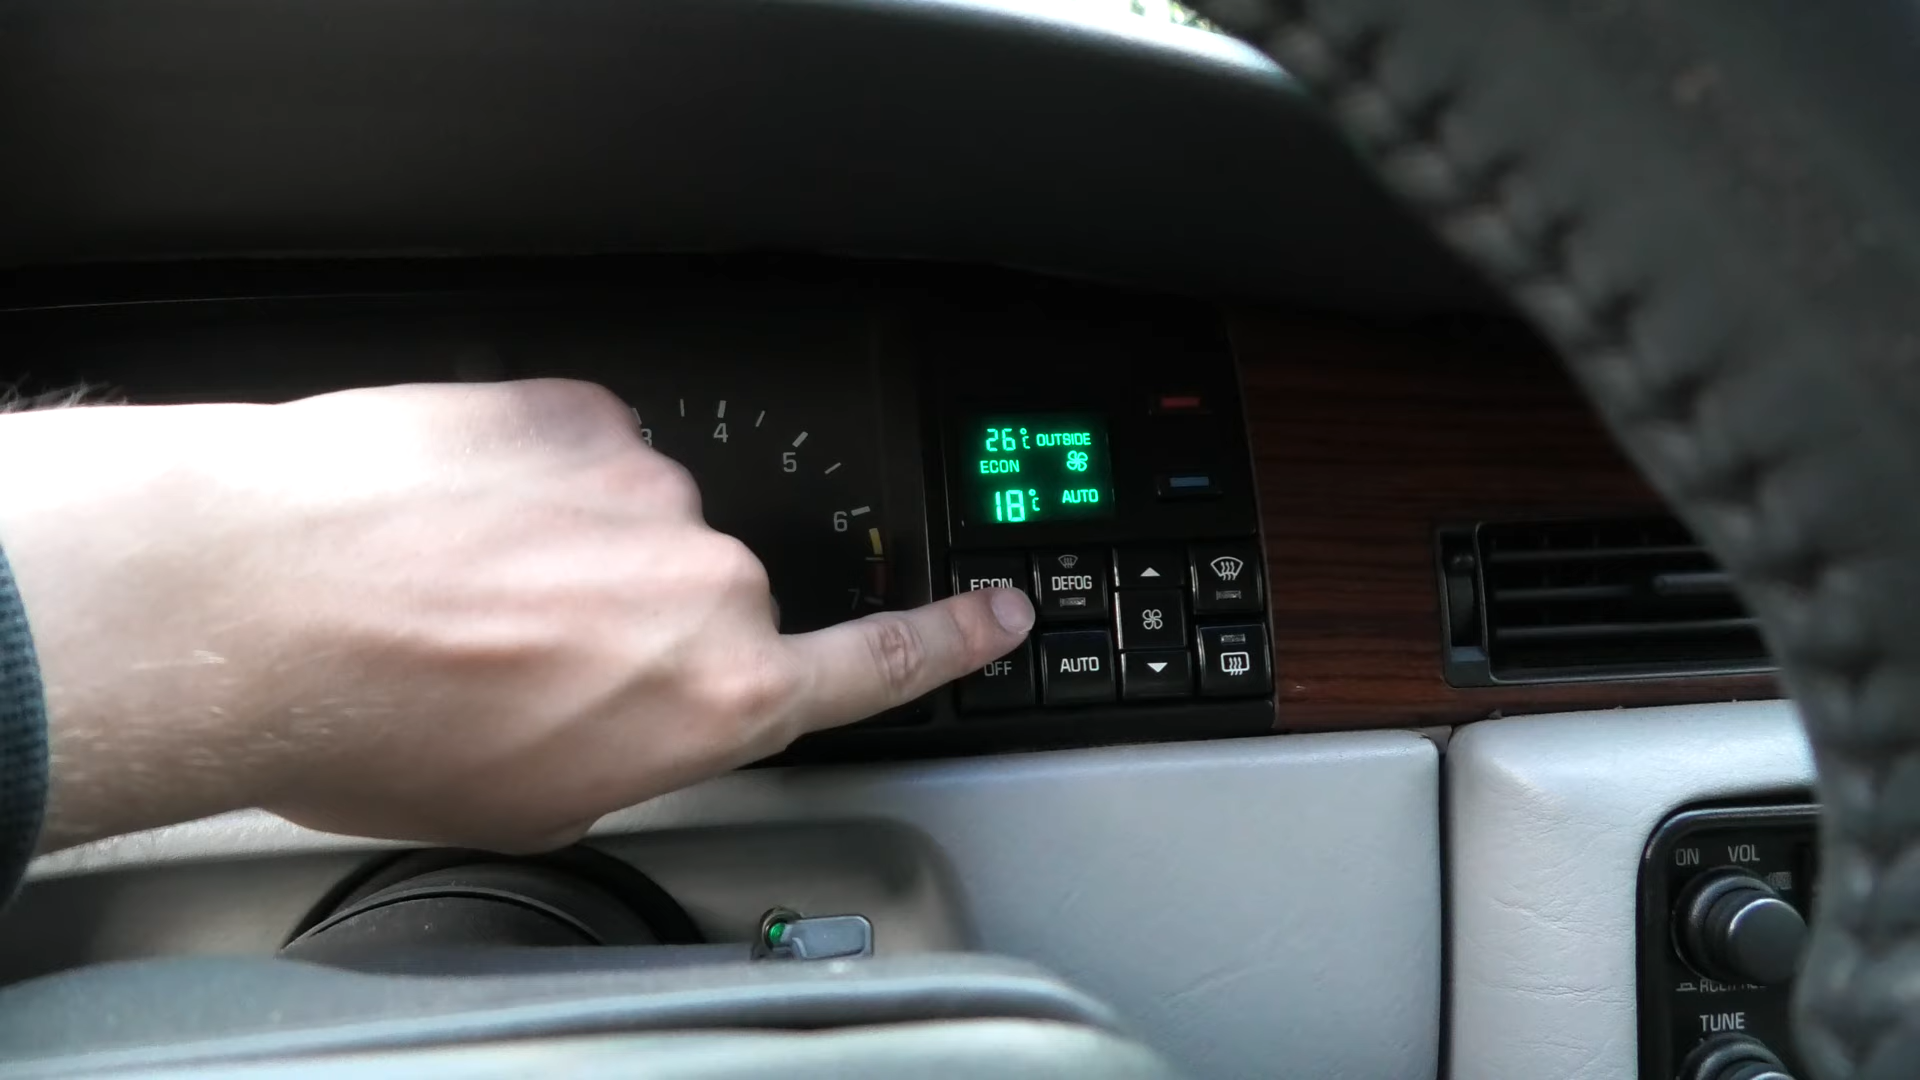 3
4
5
6
7
26°C OUTSIDE
ECON
18°C AUTO
ECON
DEFOG
OFF
AUTO
ON VOL
TUNE